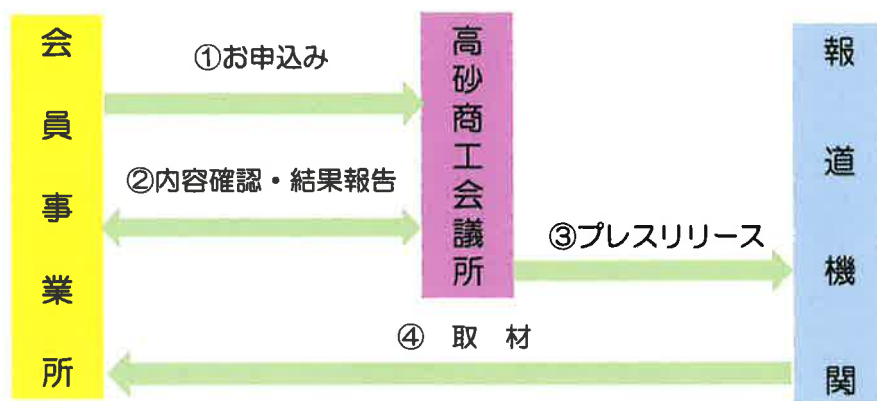 会員事業所
①お申込み
②内容確認・結果報告
高砂商工会議所
③プレスリリース
④ 取 材
報道機関